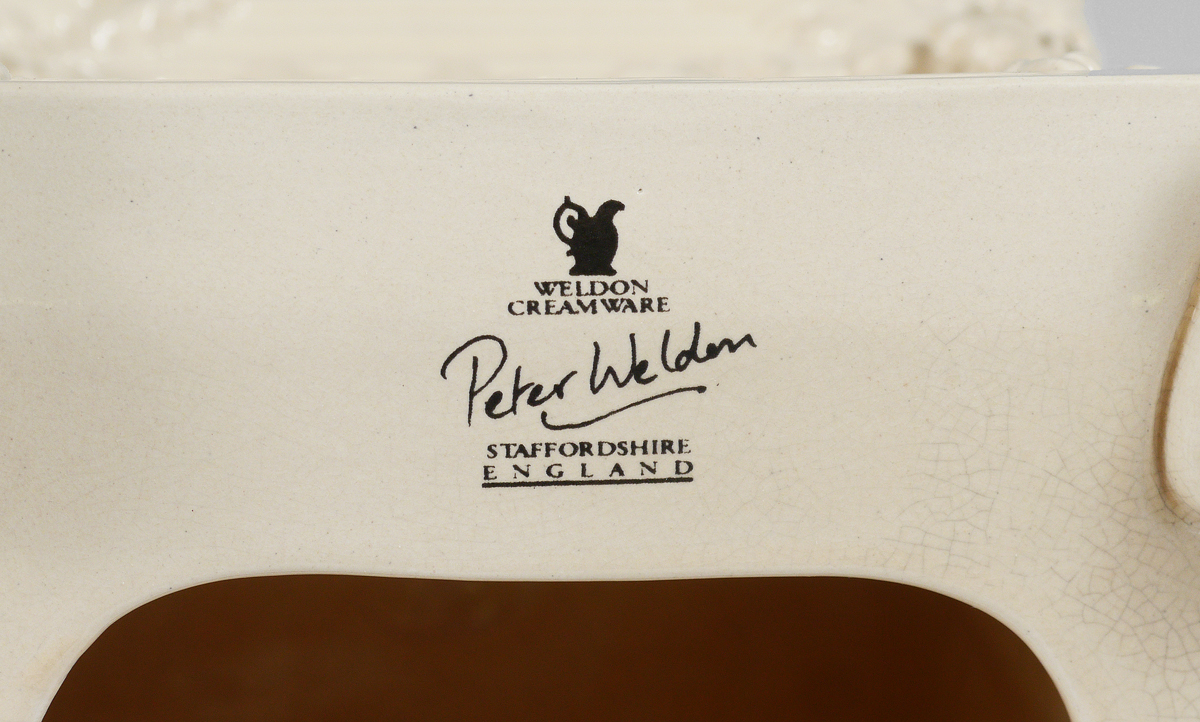 WELDON
CREAMWARE
Peter Weldon
STAFFORDSHIRE
ENGLAND